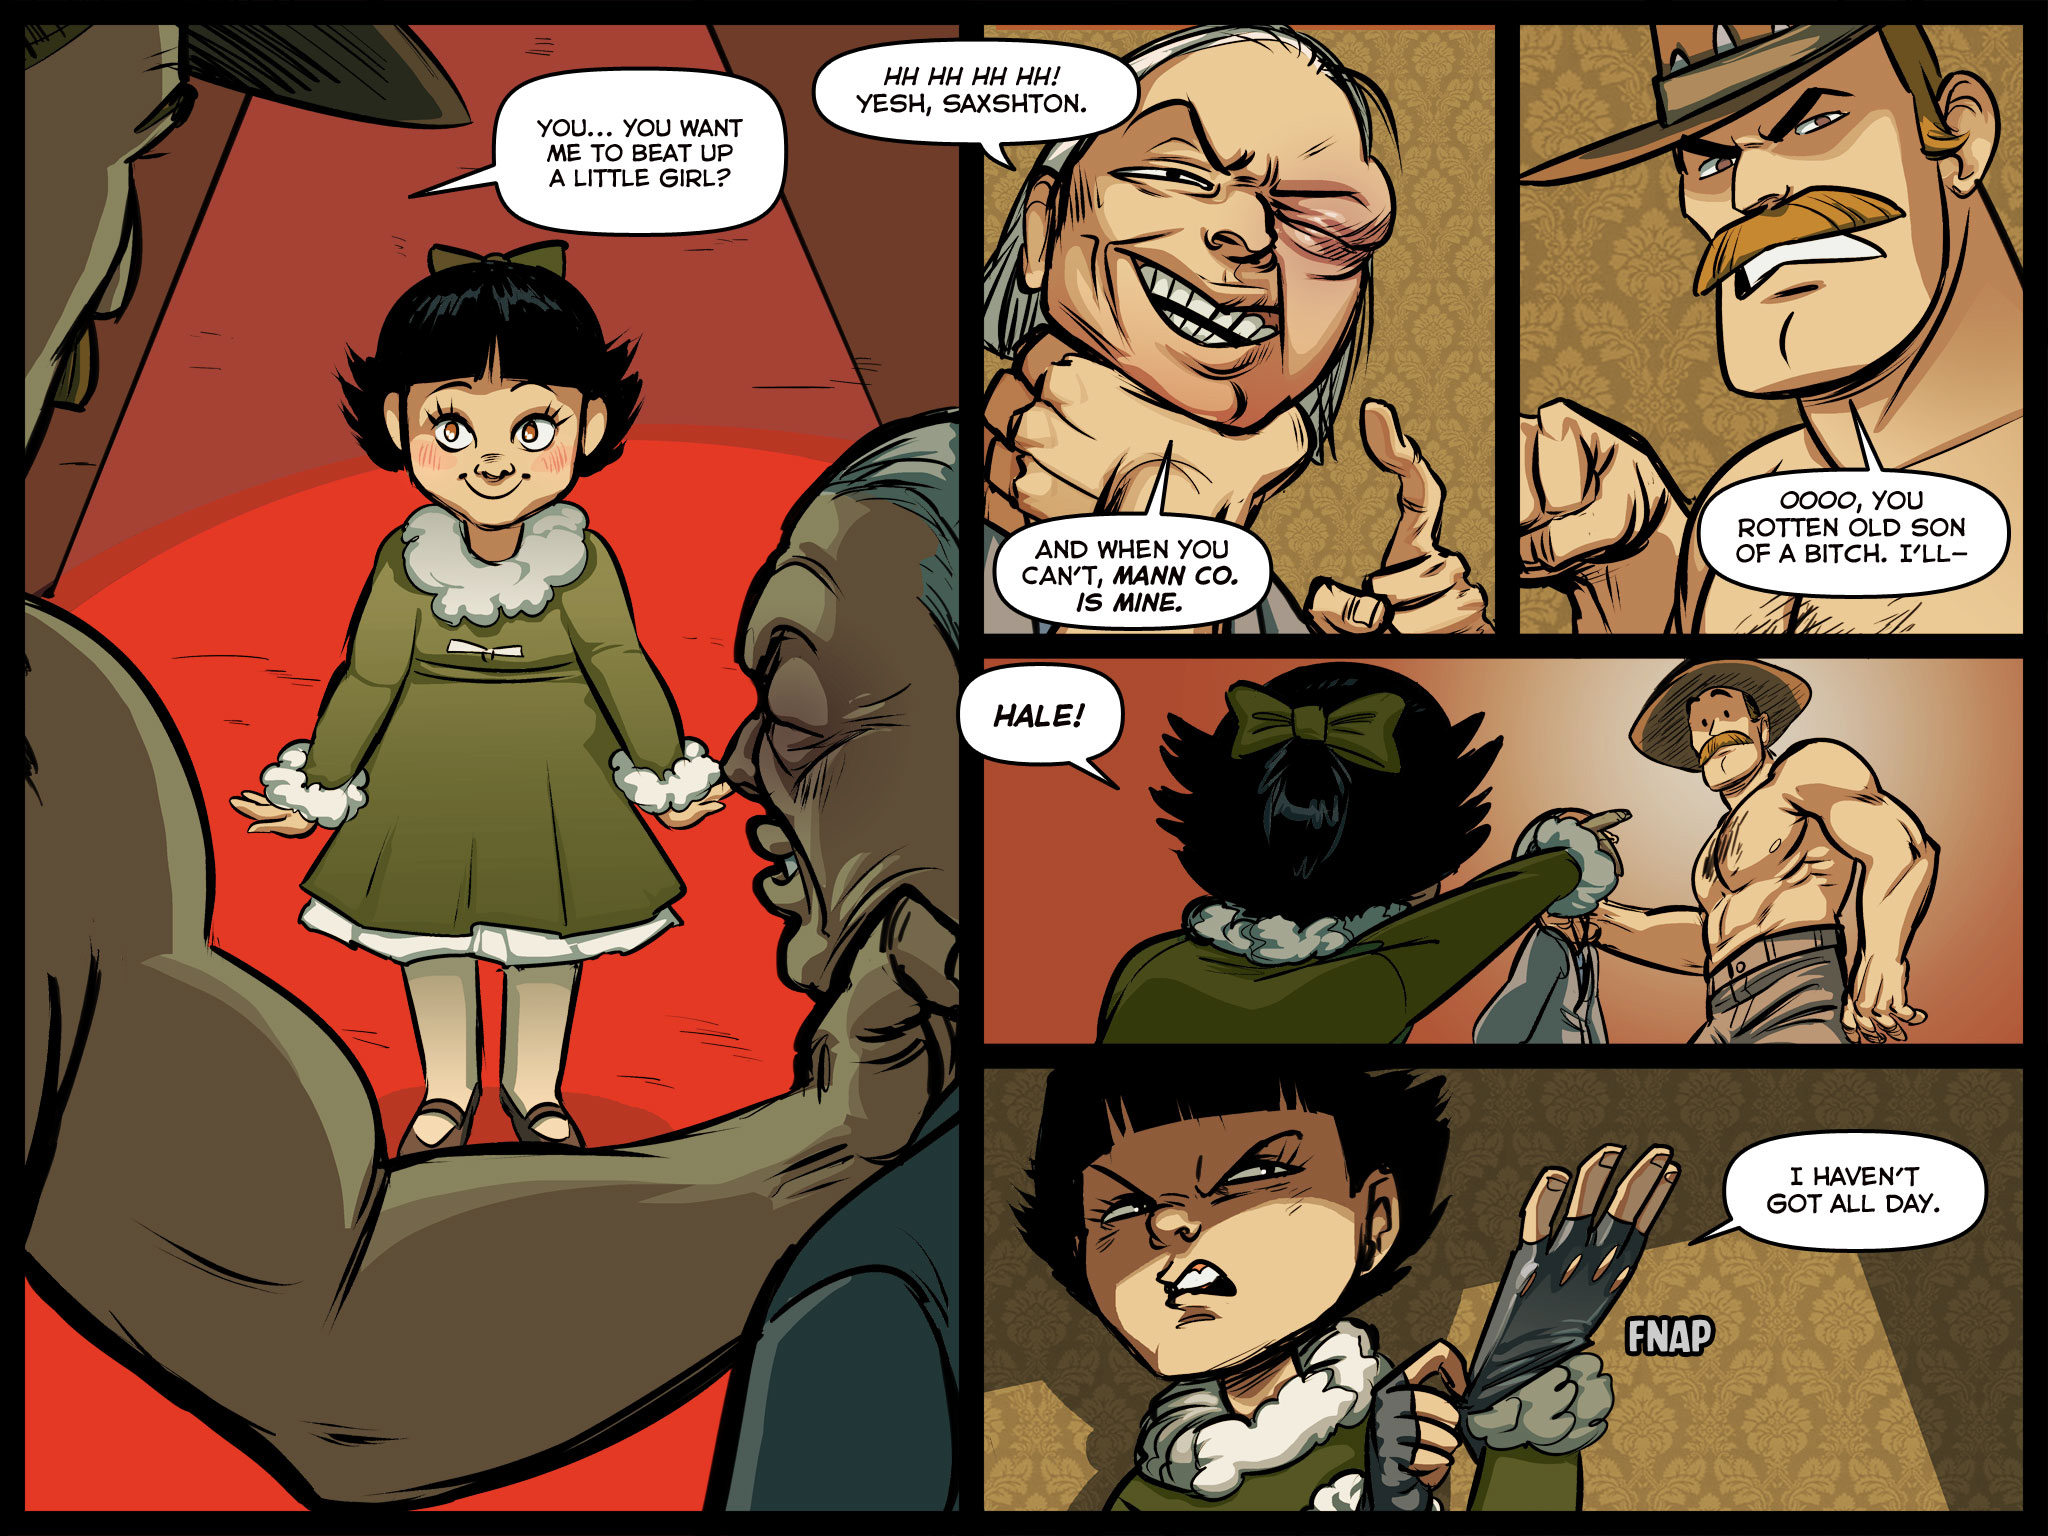 YOU... YOU WANT
ME TO BEAT UP
A LITTLE GIRL?
HH HH HH HH!
YESH, SAXSHTON.
AND WHEN YOU
CAN'T, MANN CO.
IS MINE.
OOOO, YOU
ROTTEN OLD SON
OF A BITCH. I'LL–
HALE!
I HAVEN'T
GOT ALL DAY.
FNAP